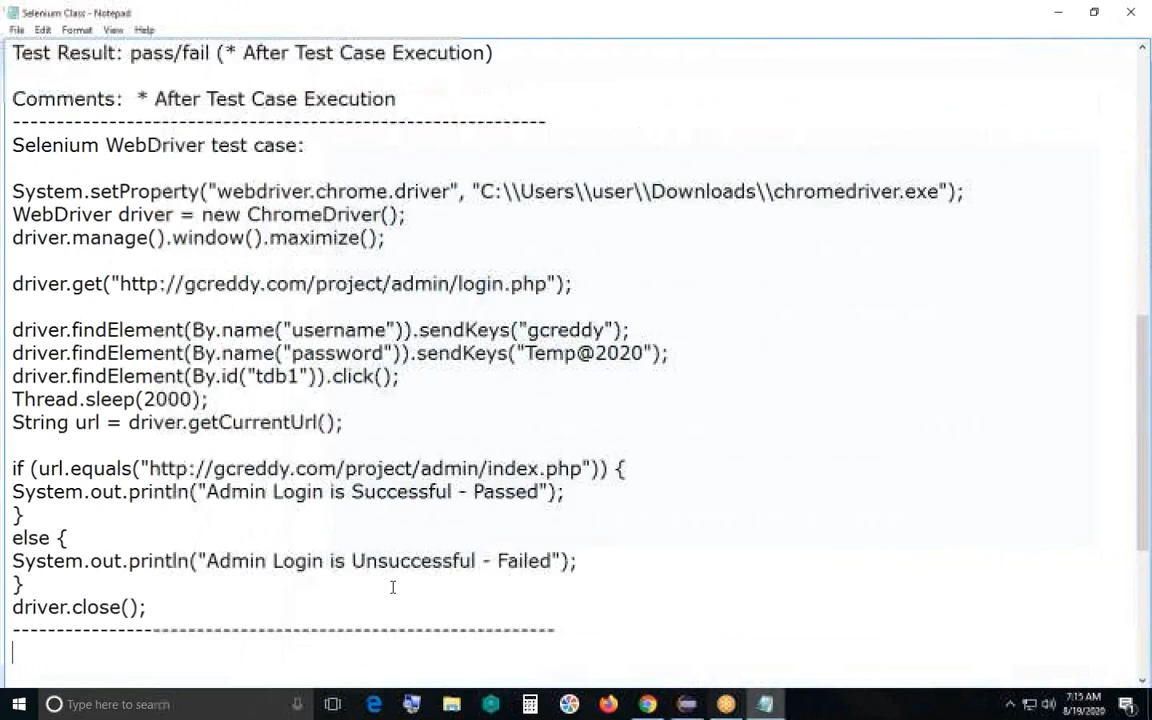 Selenium Class - Notepad
File Edit Format View Help
Test Result: pass/fail (* After Test Case Execution)
Comments:  * After Test Case Execution
-------------------------------------------------------------
Selenium WebDriver test case:
System.setProperty("webdriver.chrome.driver", "C:\\Users\\user\\Downloads\\chromedriver.exe");
WebDriver driver = new ChromeDriver();
driver.manage().window().maximize();
driver.get("http://gcreddy.com/project/admin/login.php");
driver.findElement(By.name("username")).sendKeys("gcreddy");
driver.findElement(By.name("password")).sendKeys("Temp@2020");
driver.findElement(By.id("tdb1")).click();
Thread.sleep(2000);
String url = driver.getCurrentUrl();
if (url.equals("http://gcreddy.com/project/admin/index.php")) {
System.out.println("Admin Login is Successful - Passed");
}
else {
System.out.println("Admin Login is Unsuccessful - Failed");
}
driver.close();
--------------------------------------------------------------
Type here to search
7:15 AM
8/19/2020